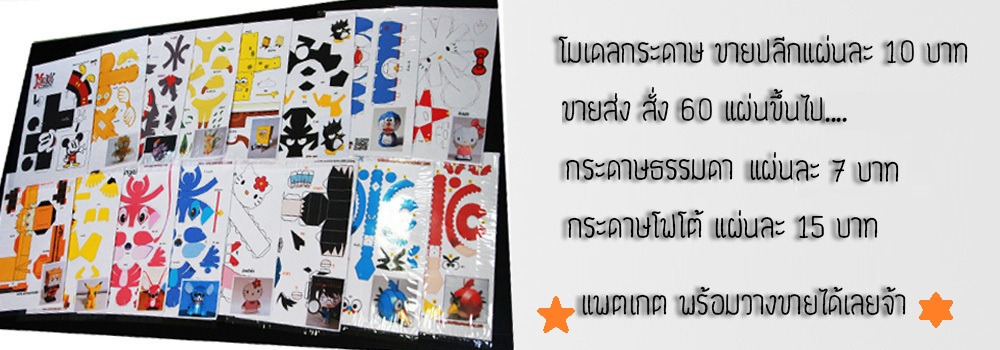 โมเดลกระดาษ ขายปลีกแผ่นละ 10 บาท
ขายส่ง สั่ง 60 แผ่นขึ้นไป....
กระดาษธรรมดา แผ่นละ 7 บาท
กระดาษโฟโต้ แผ่นละ 15 บาท
แพตเกต พร้อมวางขายได้เลยจ้า